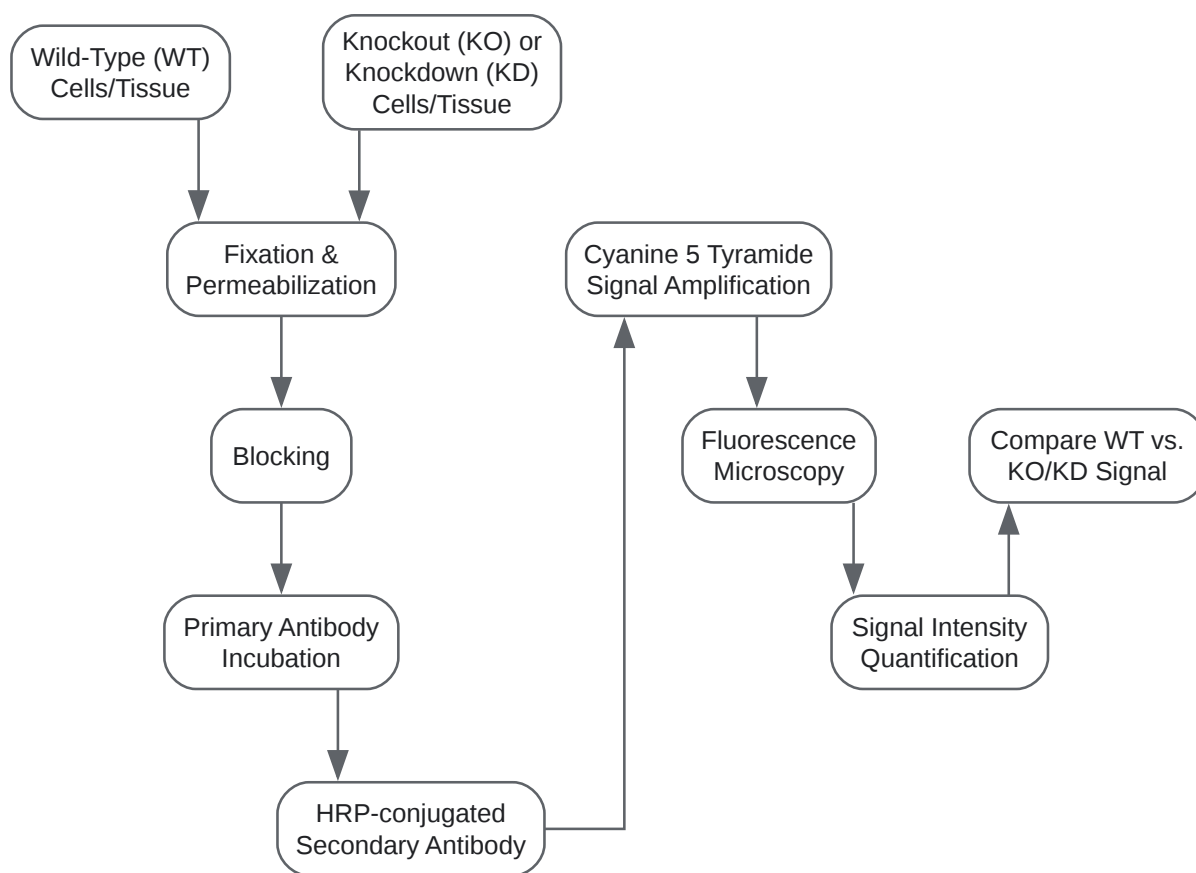 Wild-Type (WT)
Cells/Tissue
Knockout (KO) or
Knockdown (KD)
Cells/Tissue
Fixation &
Permeabilization
Blocking
Primary Antibody
Incubation
HRP-conjugated
Secondary Antibody
Cyanine 5 Tyramide
Signal Amplification
Fluorescence
Microscopy
Signal Intensity
Quantification
Compare WT vs.
KO/KD Signal